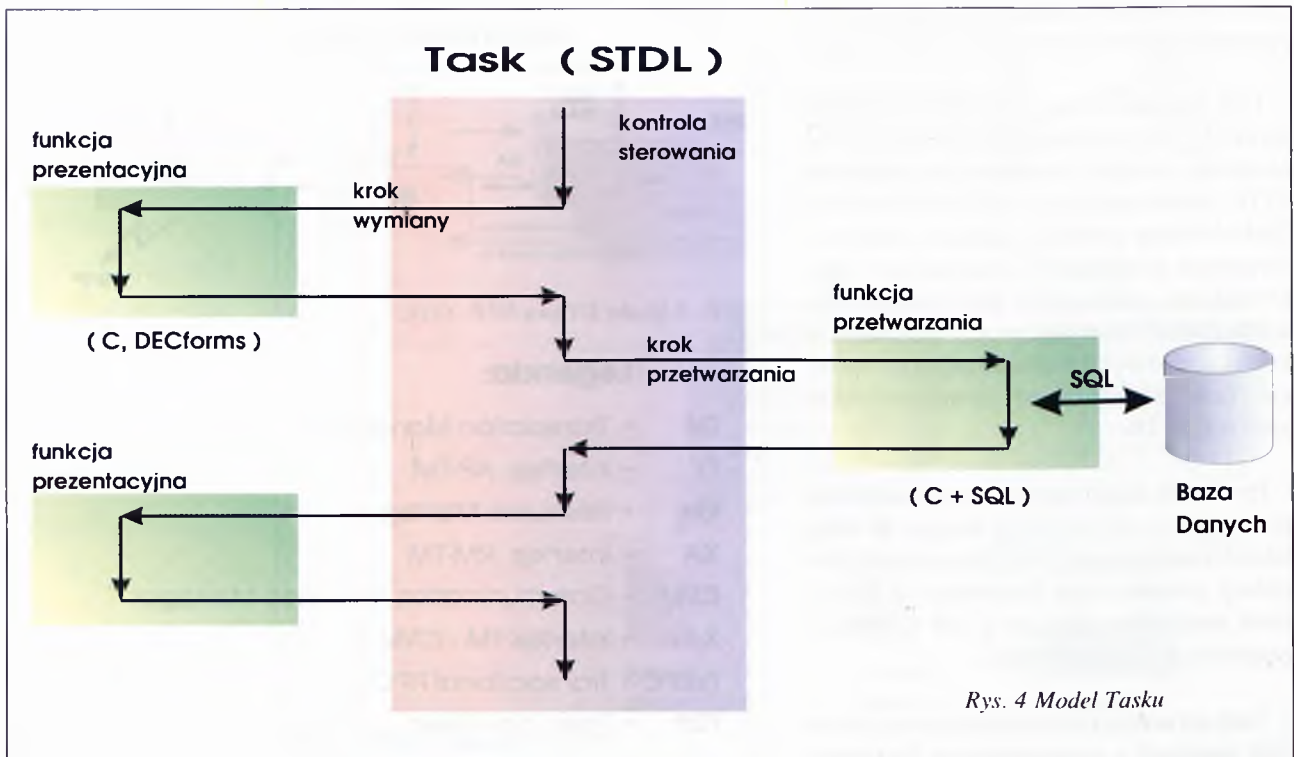 Task ( STDL )
funkcja
prezentacyjna
kontrola
sterowania
krok
wymiany
( C, DECforms )
funkcja
przetwarzania
krok
przetwarzania
SQL
( C + SQL )
Baza
Danych
funkcja
prezentacyjna
Rys. 4 Model Tasku